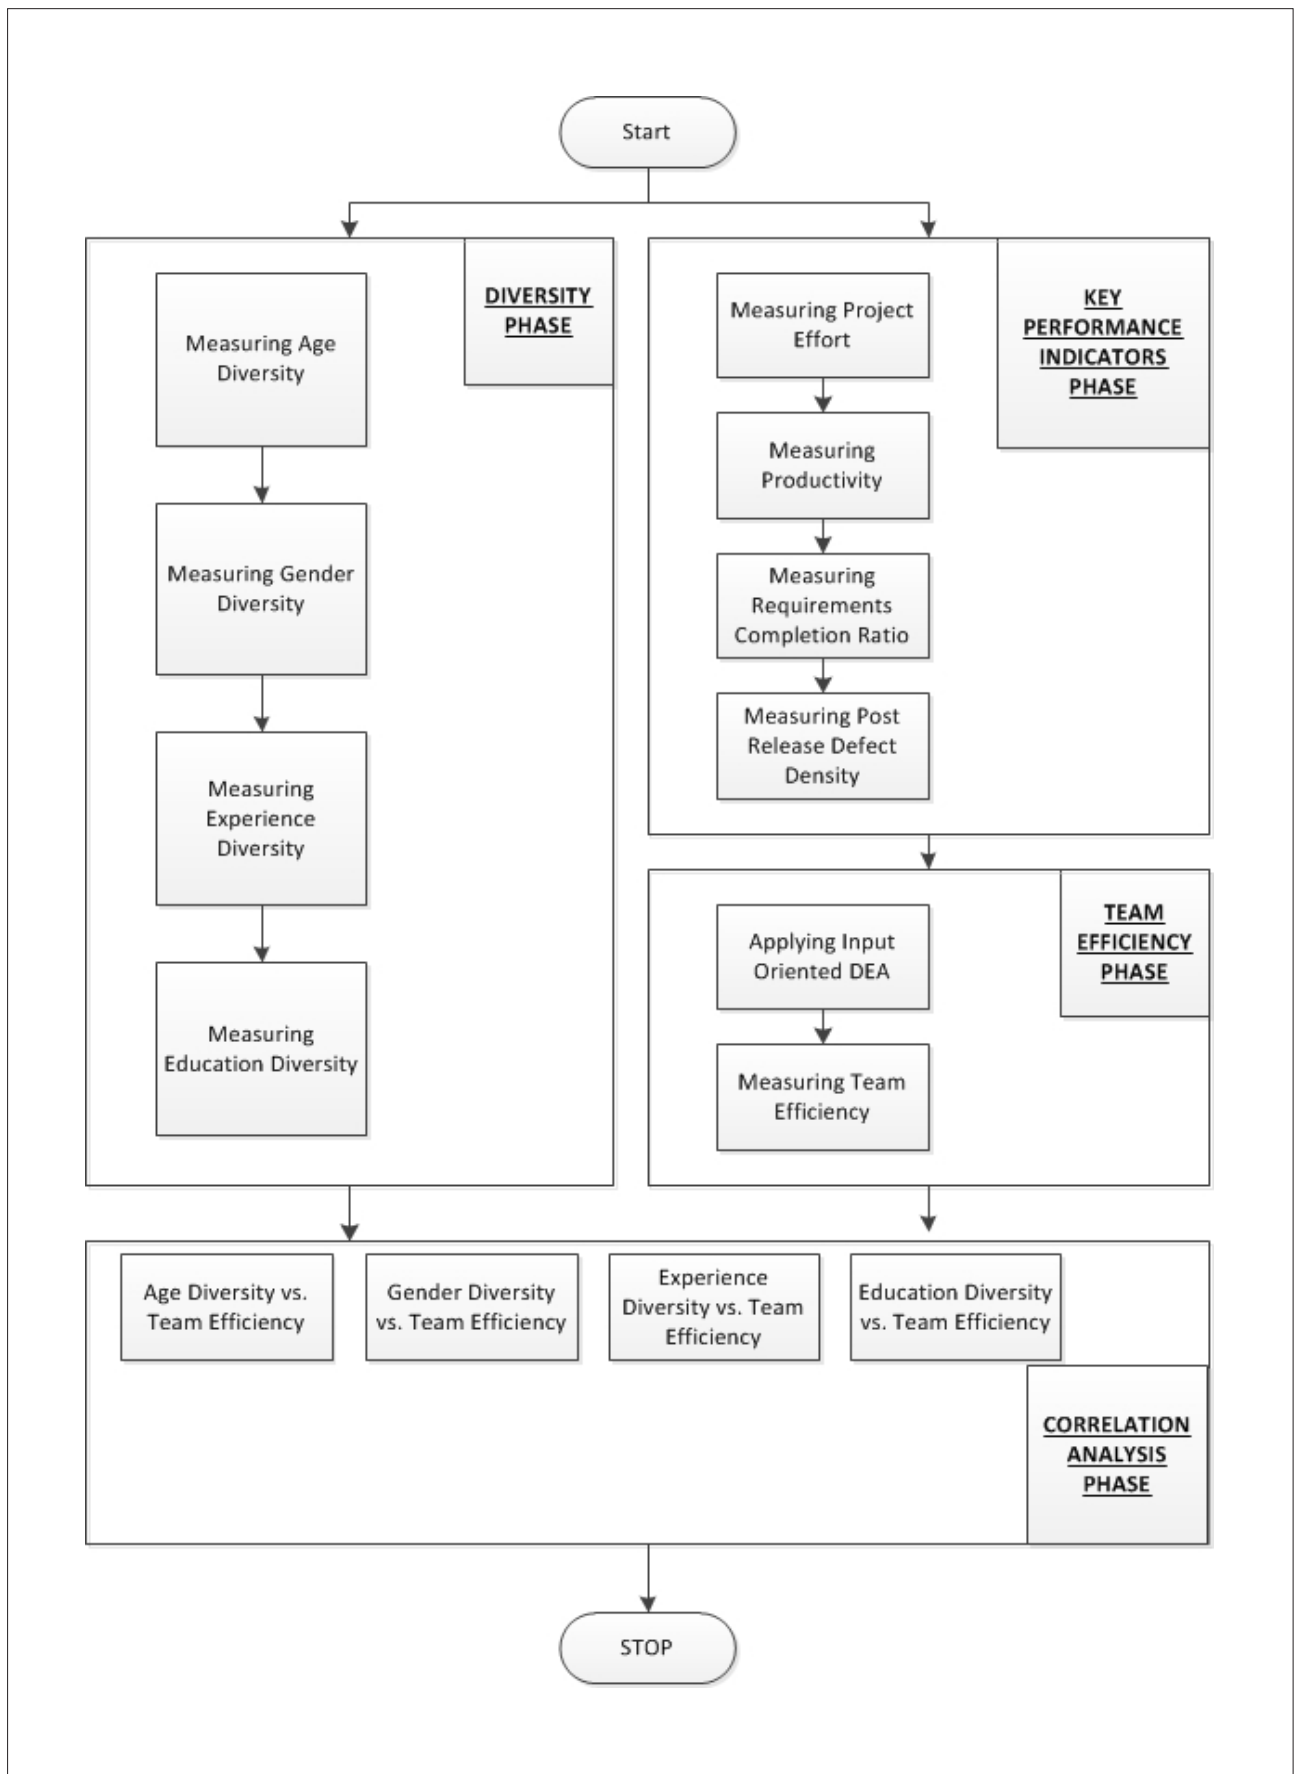 Start
DIVERSITY
PHASE
Measuring Age
Diversity
Measuring Gender
Diversity
Measuring
Experience
Diversity
Measuring
Education Diversity
KEY
PERFORMANCE
INDICATORS
PHASE
Measuring Project
Effort
Measuring
Productivity
Measuring
Requirements
Completion Ratio
Measuring Post
Release Defect
Density
TEAM
EFFICIENCY
PHASE
Applying Input
Oriented DEA
Measuring Team
Efficiency
Age Diversity vs.
Team Efficiency
Gender Diversity
vs. Team Efficiency
Experience
Diversity vs. Team
Efficiency
Education Diversity
vs. Team Efficiency
CORRELATION
ANALYSIS
PHASE
STOP